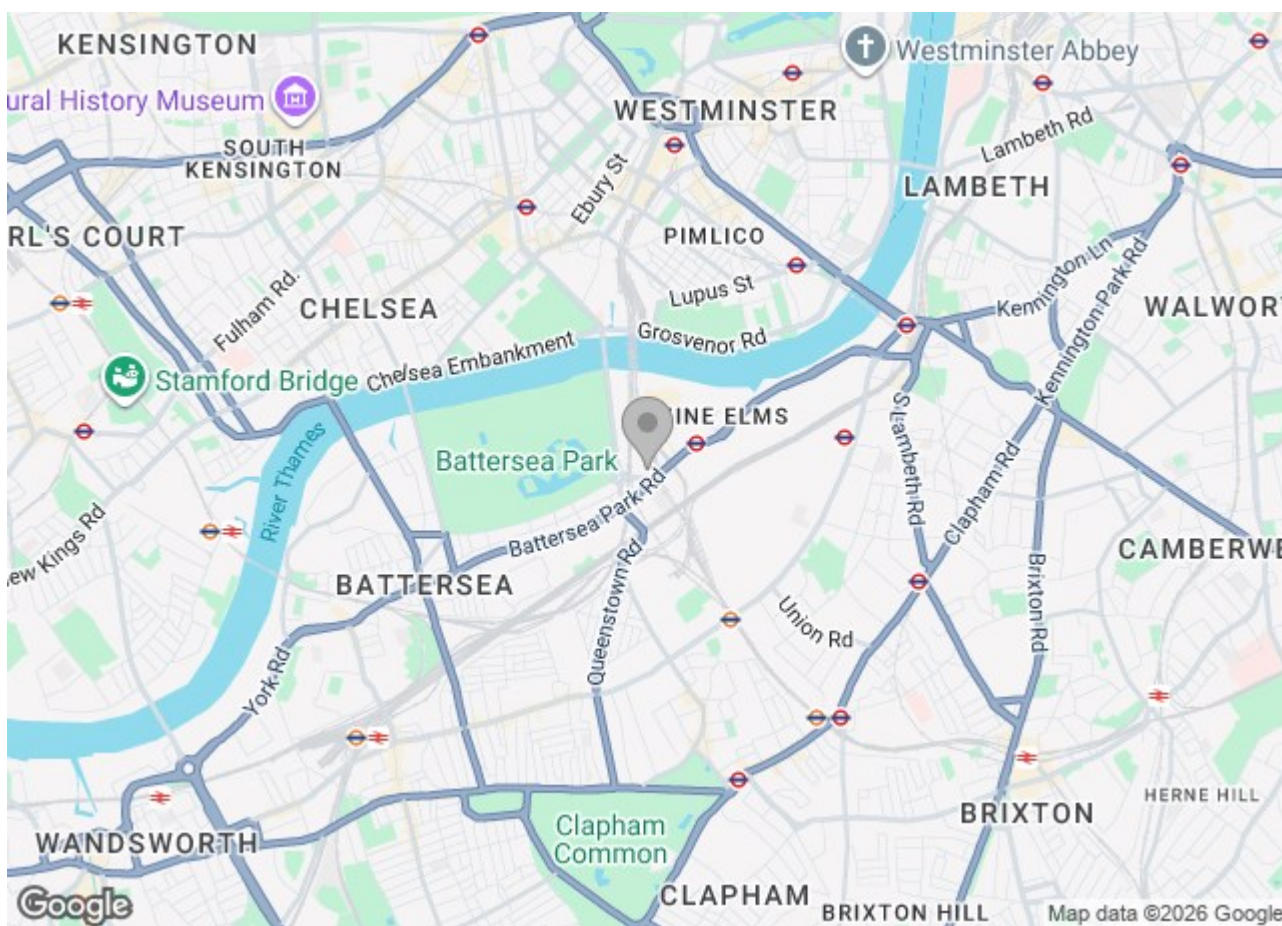 KENSINGTON
Westminster Abbey
ural History Museum
WESTMINSTER
SOUTH
KENSINGTON
Lambeth Rd
Ebury St
LAMBETH
RL'S COURT
PIMLICO
Lupus St
Kennington Ln
Kennington Park Rd
WALWOR
Fulham Rd.
CHELSEA
Grosvenor Rd
Chelsea Embankment
Stamford Bridge
INE ELMS
S Lambeth Rd
Clapham Rd
Battersea Park
River Thames
Battersea Park Rd
ew Kings Rd
CAMBERWE
BATTERSEA
Queenstown Rd
Union Rd
Brixton Rd
York Rd
HERNE HILL
BRIXTON
WANDSWORTH
Clapham
Common
CLAPHAM
BRIXTON HILL
Google
Map data ©2026 Google